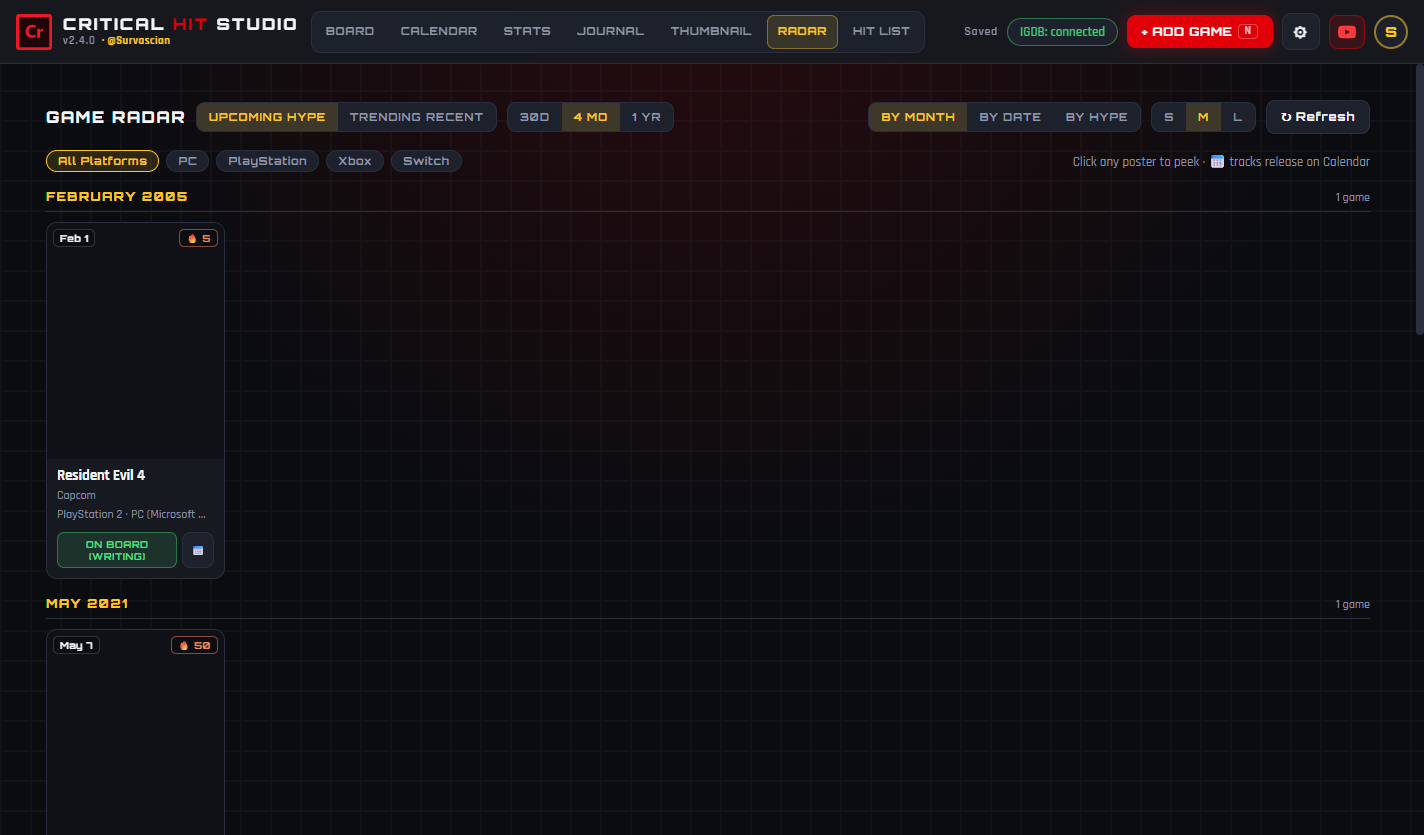 Cr CRITICAL HIT STUDIO
v2.4.0 · @Survascian
BOARD CALENDAR STATS JOURNAL THUMBNAIL RADAR HIT LIST
Saved IGDB: connected + ADD GAME N S
GAME RADAR UPCOMING HYPE TRENDING RECENT 30D 4 MO 1 YR BY MONTH BY DATE BY HYPE S M L ↻ Refresh
All Platforms PC PlayStation Xbox Switch Click any poster to peek · 📅 tracks release on Calendar
FEBRUARY 2005 1 game
Feb 1 🔥 5
Resident Evil 4
Capcom
PlayStation 2 · PC (Microsoft ...
ON BOARD
(WRITING)
MAY 2021 1 game
May 7 🔥 50